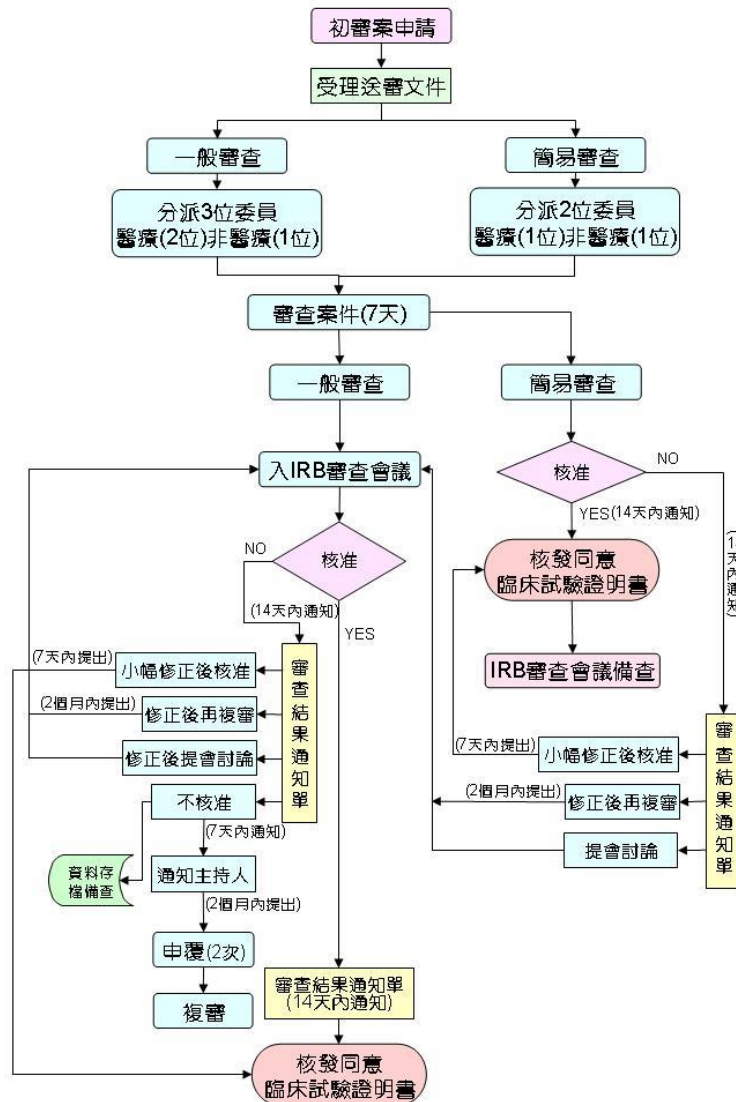 初審案申請
受理送審文件
一般審查
簡易審查
分派3位委員
醫療(2位)非醫療(1位)
分派2位委員
醫療(1位)非醫療(1位)
審查案件(7天)
一般審查
簡易審查
入IRB審查會議
核准
NO
YES(14天內通知)
核准
NO
(14天內通知)
YES
核發同意
臨床試驗證明書
IRB審查會議備查
(7天內提出)
小幅修正後核准
(2個月內提出)
修正後再複審
修正後提會討論
不核准
審查結果通知單
(7天內通知)
資料存
檔備查
通知主持人
(2個月內提出)
申覆(2次)
複審
(7天內提出)
小幅修正後核准
(2個月內提出)
修正後再複審
提會討論
審查結果通知單
審查結果通知單
(14天內通知)
核發同意
臨床試驗證明書